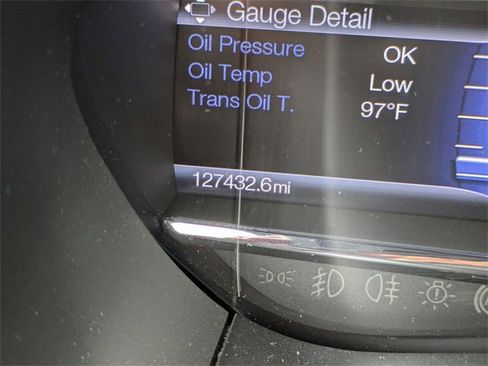 Gauge Detail
Oil Pressure OK
Oil Temp Low
Trans Oil T. 97°F
127432.6mi